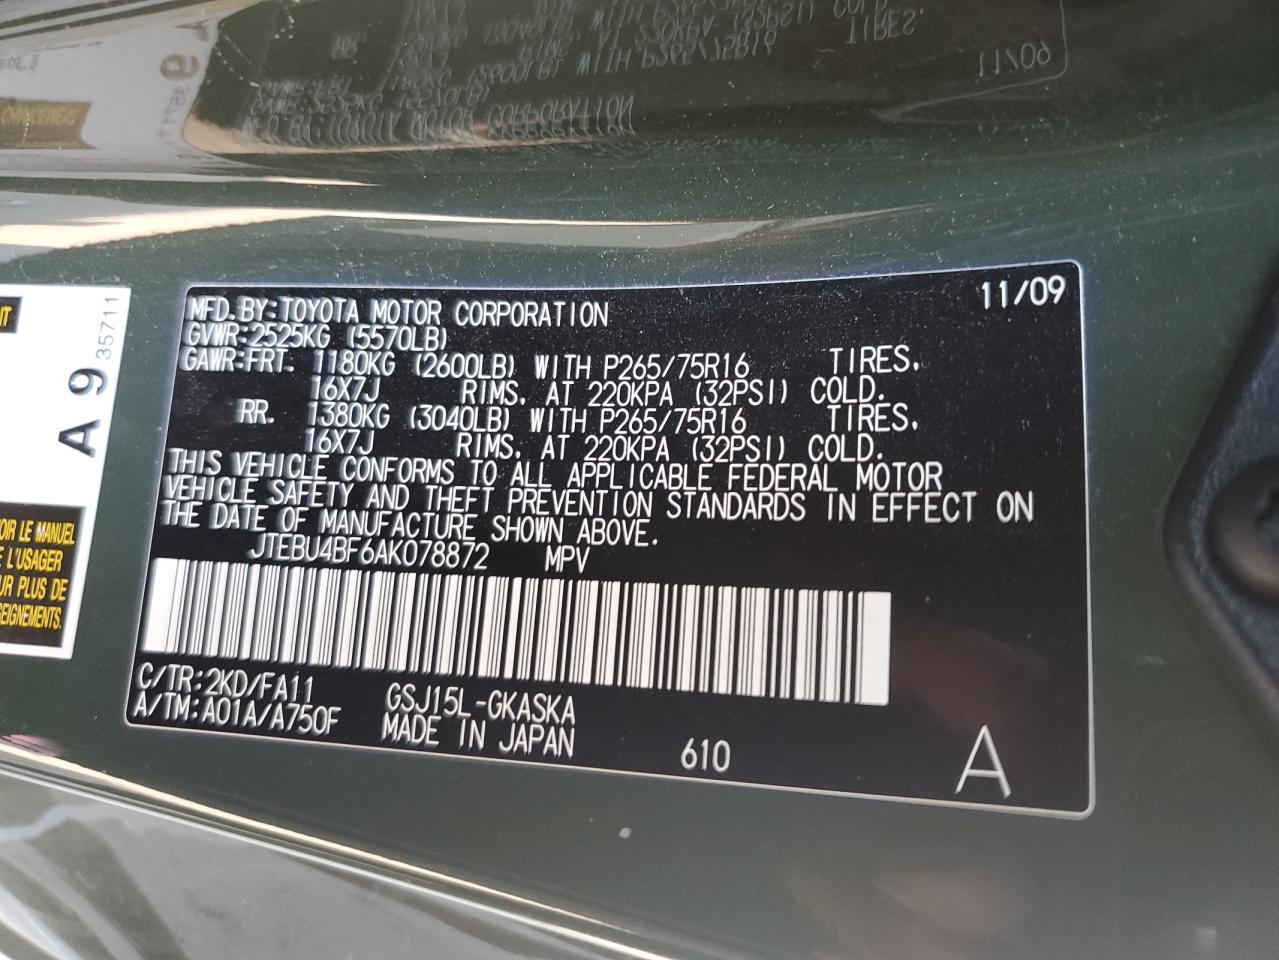 11/09
MFD.BY:TOYOTA MOTOR CORPORATION
GVWR:2525KG (5570LB)
GAWR:FRT. 1180KG (2600LB) WITH P265/75R16 TIRES,
16X7J RIMS, AT 220KPA (32PSI) COLD.
RR. 1380KG (3040LB) WITH P265/75R16 TIRES,
16X7J RIMS, AT 220KPA (32PSI) COLD.
THIS VEHICLE CONFORMS TO ALL APPLICABLE FEDERAL MOTOR
VEHICLE SAFETY AND THEFT PREVENTION STANDARDS IN EFFECT ON
THE DATE OF MANUFACTURE SHOWN ABOVE.
JTEBU4BF6AK078872 MPV
C/TR:2KD/FA11 GSJ15L-GKASKA
A/TM:A01A/A750F MADE IN JAPAN
610
A
A 9 35711
LE MANUEL
L'USAGER
PLUS DE